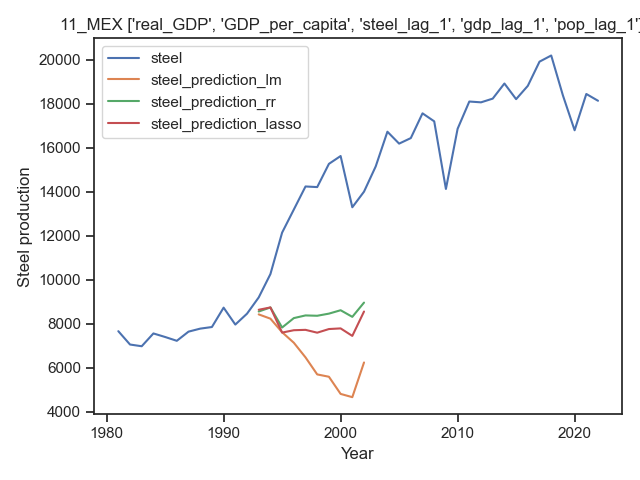 11_MEX ['real_GDP', 'GDP_per_capita', 'steel_lag_1', 'gdp_lag_1', 'pop_lag_1']
steel
steel_prediction_lm
steel_prediction_rr
steel_prediction_lasso
Steel production
20000
18000
16000
14000
12000
10000
8000
6000
4000
1980
1990
2000
2010
2020
Year